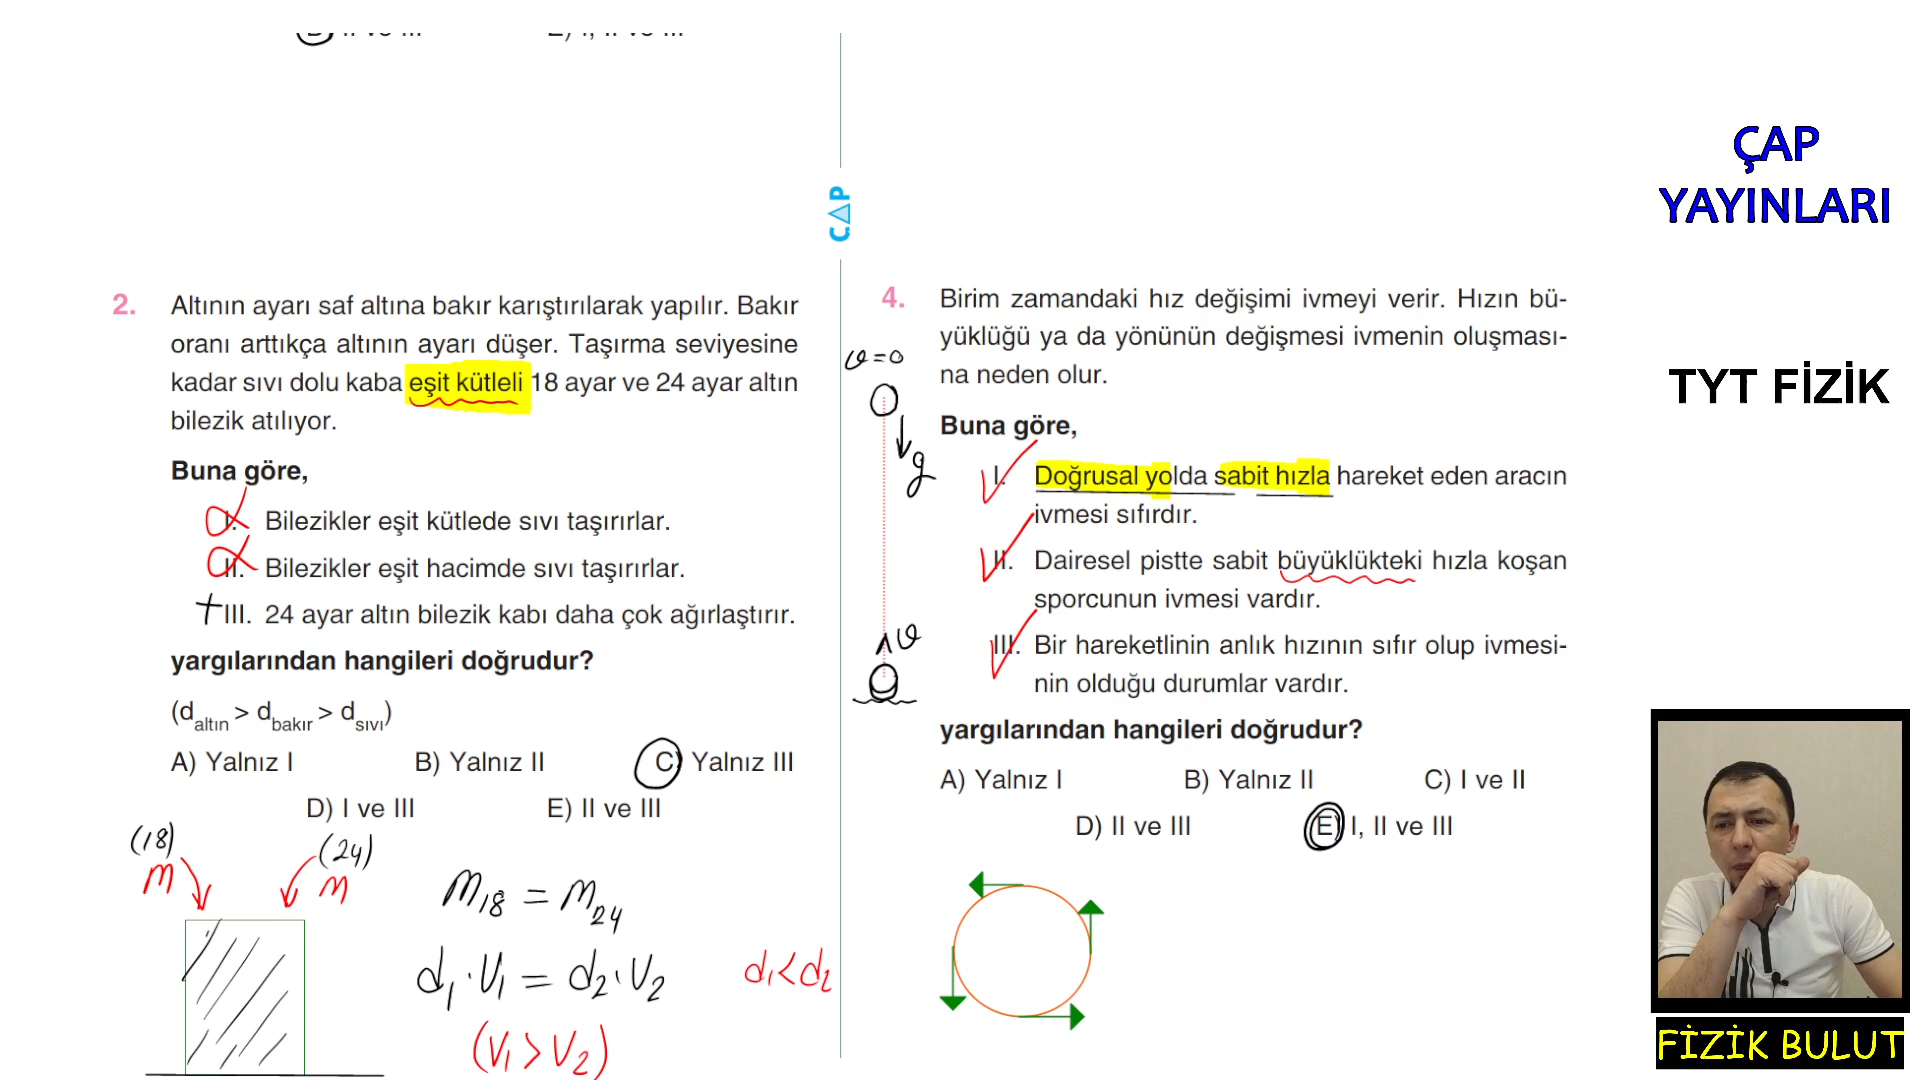 2. Altının ayarı saf altına bakır karıştırılarak yapılır. Bakır
oranı arttıkça altının ayarı düşer. Taşırma seviyesine
kadar sıvı dolu kaba eşit kütleli 18 ayar ve 24 ayar altın
bilezik atılıyor.
Buna göre,
I. Bilezikler eşit kütlede sıvı taşırırlar.
II. Bilezikler eşit hacimde sıvı taşırırlar.
+ III. 24 ayar altın bilezik kabı daha çok ağırlaştırır.
yargılarından hangileri doğrudur?
(daltın > dbakır > dsıvı)
A) Yalnız I B) Yalnız II C) Yalnız III
D) I ve III E) II ve III
(18) (24)
m m
m18 = m24
d1 . V1 = d2 . V2
d1 < d2
(V1 > V2)
CAP
4. Birim zamandaki hız değişimi ivmeyi verir. Hızın bü-
yüklüğü ya da yönünün değişmesi ivmenin oluşması-
na neden olur.
Buna göre,
I. Doğrusal yolda sabit hızla hareket eden aracın
ivmesi sıfırdır.
II. Dairesel pistte sabit büyüklükteki hızla koşan
sporcunun ivmesi vardır.
III. Bir hareketlinin anlık hızının sıfır olup ivmesi-
nin olduğu durumlar vardır.
yargılarından hangileri doğrudur?
A) Yalnız I B) Yalnız II C) I ve II
D) II ve III E) I, II ve III
v=0
g
v
ÇAP
YAYINLARI
TYT FİZİK
FİZİK BULUT